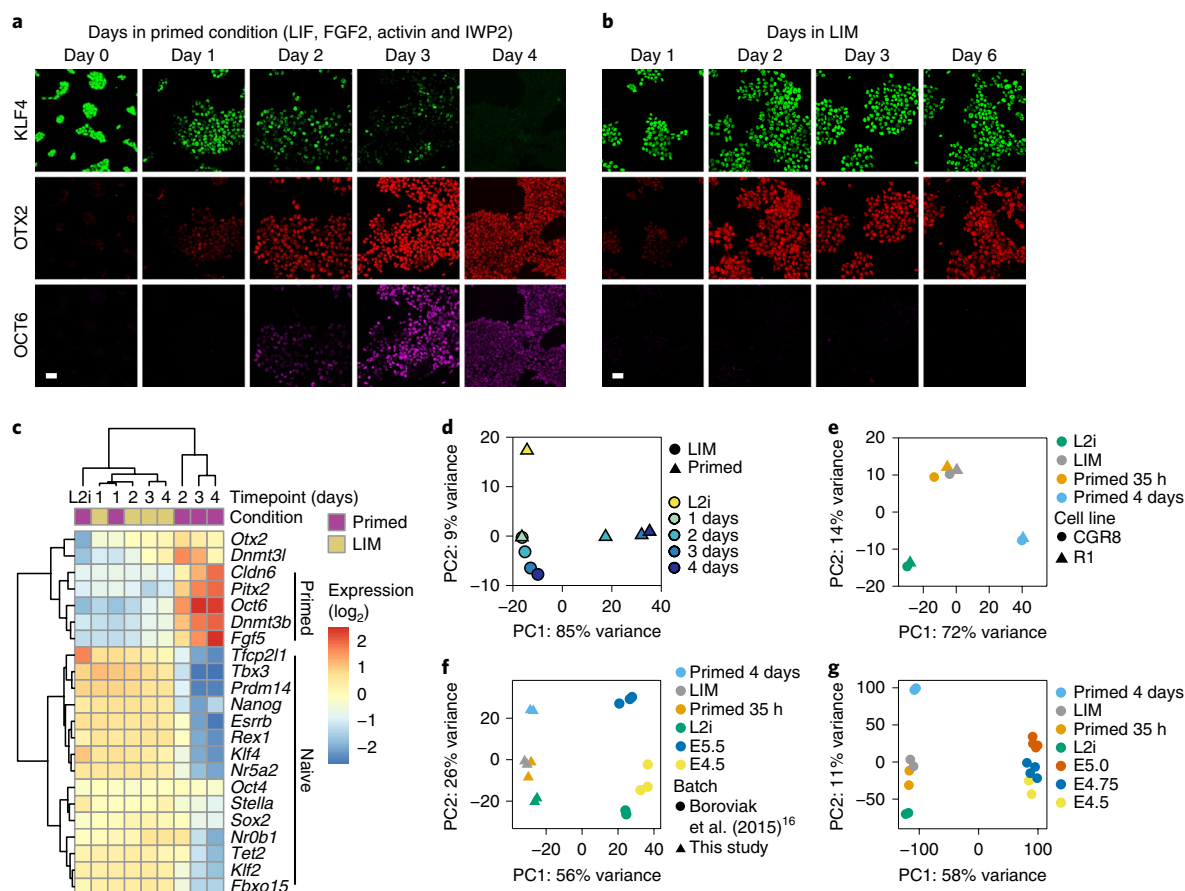 a
Days in primed condition (LIF, FGF2, activin and IWP2)
Day 0 Day 1 Day 2 Day 3 Day 4
KLF4
OTX2
OCT6
b
Days in LIM
Day 1 Day 2 Day 3 Day 6
c
L2i 1 1 2 3 4 2 3 4 Timepoint (days)
Condition
Primed
LIM
Otx2
Dnmt3l
Cldn6
Pitx2
Oct6
Dnmt3b
Fgf5
Tfcp2l1
Tbx3
Prdm14
Nanog
Esrrb
Rex1
Klf4
Nr5a2
Oct4
Stella
Sox2
Nr0b1
Tet2
Klf2
Fbxo15
Primed
Naive
Expression
(log2)
2
1
0
−1
−2
d
PC2: 9% variance
20
10
0
−10
−20 0 20 40
PC1: 85% variance
LIM
Primed
L2i
1 days
2 days
3 days
4 days
e
PC2: 14% variance
20
10
0
−10
−20
−20 0 20 40
PC1: 72% variance
L2i
LIM
Primed 35 h
Primed 4 days
Cell line
CGR8
R1
f
PC2: 26% variance
20
0
−20
−20 0 20 40
PC1: 56% variance
Primed 4 days
LIM
Primed 35 h
L2i
E5.5
E4.5
Batch
Boroviak
et al. (2015)16
This study
g
PC2: 11% variance
100
50
0
−50
−100 0 100
PC1: 58% variance
Primed 4 days
LIM
Primed 35 h
L2i
E5.0
E4.75
E4.5